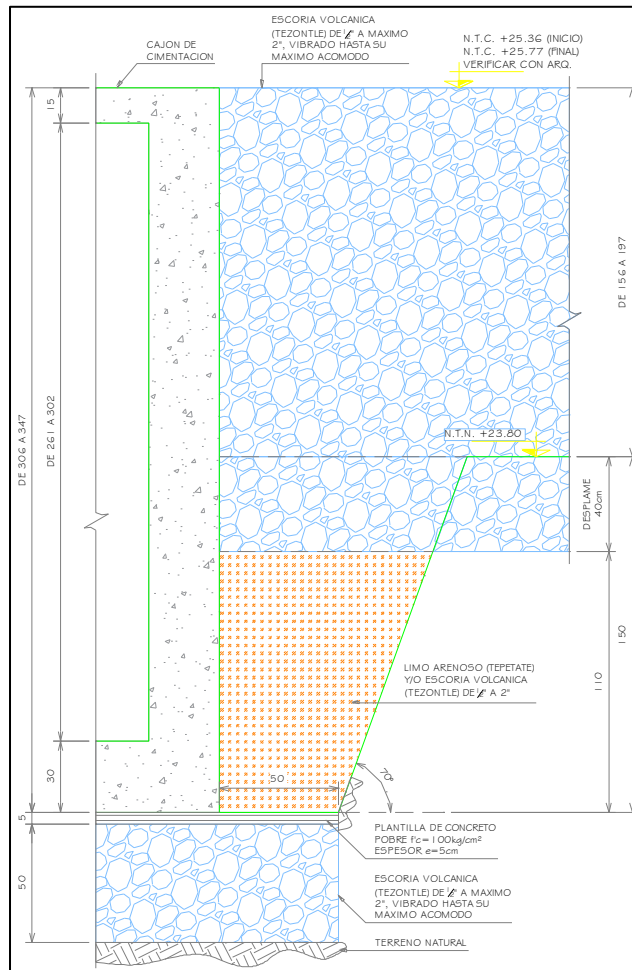 ESCORIA VOLCANICA
(TEZONTLE) DE ½" A MAXIMO
2", VIBRADO HASTA SU
MAXIMO ACOMODO
CAJON DE
CIMENTACION
N.T.C. +25.36 (INICIO)
N.T.C. +25.77 (FINAL)
VERIFICAR CON ARQ.
15
DE 306 A 347
DE 261 A 302
DE 156 A 197
N.T.N. +23.80
DESPLAME
40cm
150
110
LIMO ARENOSO (TEPETATE)
Y/O ESCORIA VOLCANICA
(TEZONTLE) DE ½" A 2"
30
50
70°
5
PLANTILLA DE CONCRETO
POBRE f'c=100kg/cm²
ESPESOR e=5cm
50
ESCORIA VOLCANICA
(TEZONTLE) DE ½" A MAXIMO
2", VIBRADO HASTA SU
MAXIMO ACOMODO
TERRENO NATURAL